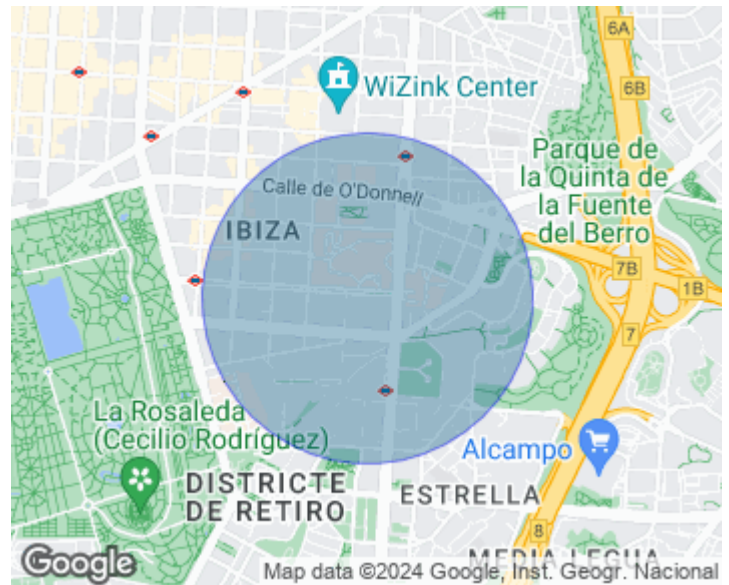 6A
WiZink Center
6B
Parque de
la Quinta de
la Fuente
del Berro
Calle de O'Donnell
IBIZA
7B
1B
7
La Rosaleda
(Cecilio Rodríguez)
Alcampo
DISTRICTE
DE RETIRO
ESTRELLA
8
MEDIA LEGUA
Google
Map data ©2024 Google, Inst. Geogr. Nacional